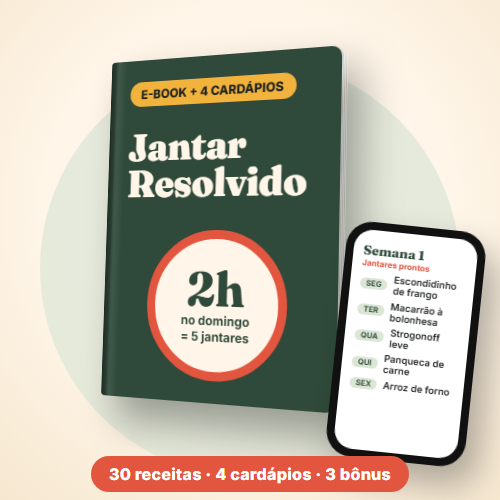 E-BOOK + 4 CARDÁPIOS
Jantar
Resolvido
2h
no domingo
= 5 jantares
Semana 1
Jantares prontos
SEG Escondidinho
de frango
TER Macarrão à
bolonhesa
QUA Strogonoff
leve
QUI Panqueca de
carne
SEX Arroz de forno
30 receitas · 4 cardápios · 3 bônus